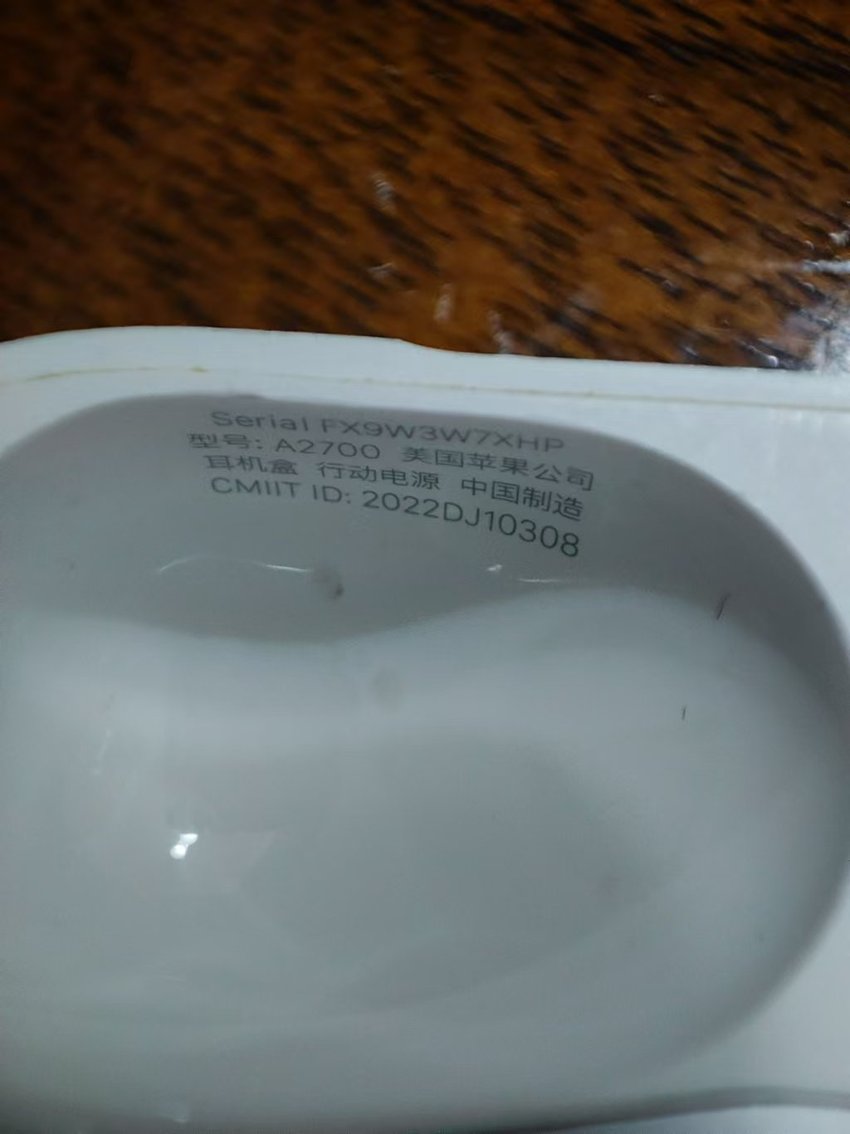 Serial FX9W3W7XHP
型号: A2700 美国苹果公司
耳机盒 行动电源 中国制造
CMIIT ID: 2022DJ10308